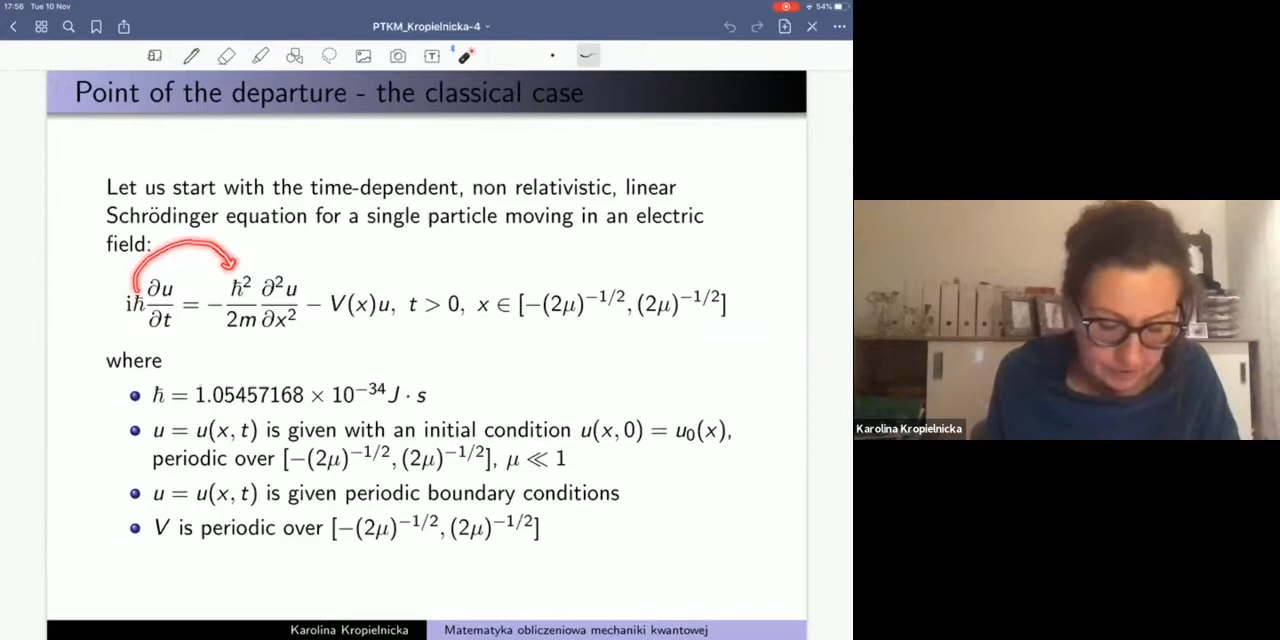 17:56 Tue 10 Nov
54%
PTKM_Kropielnicka-4
Point of the departure - the classical case
Let us start with the time-dependent, non relativistic, linear
Schrödinger equation for a single particle moving in an electric
field:
iℏ ∂u/∂t = −ℏ²/2m ∂²u/∂x² − V(x)u, t > 0, x ∈ [−(2μ)^−1/2, (2μ)^−1/2]
where
ℏ = 1.05457168 × 10^−34 J · s
u = u(x, t) is given with an initial condition u(x, 0) = u₀(x),
periodic over [−(2μ)^−1/2, (2μ)^−1/2], μ ≪ 1
u = u(x, t) is given periodic boundary conditions
V is periodic over [−(2μ)^−1/2, (2μ)^−1/2]
Karolina Kropielnicka
Matematyka obliczeniowa mechaniki kwantowej
Karolina Kropielnicka